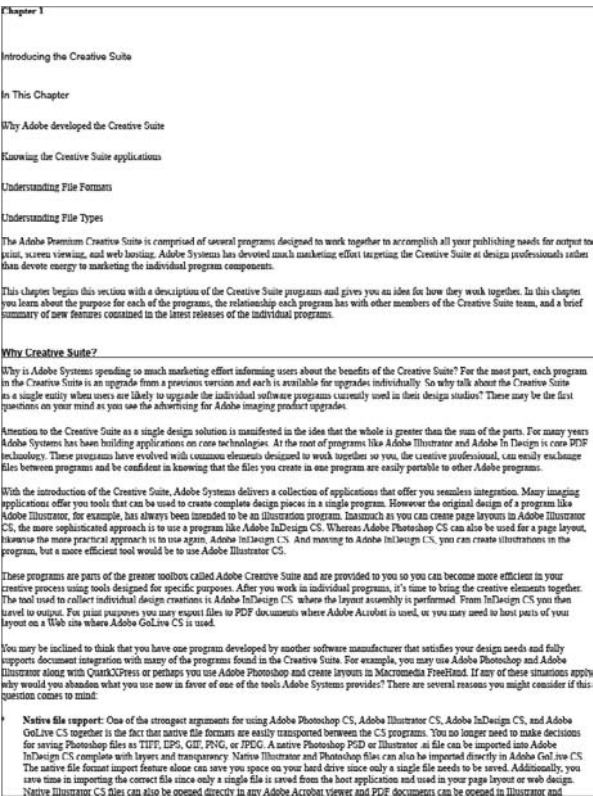 Chapter 1
Introducing the Creative Suite
In This Chapter
Why Adobe developed the Creative Suite
Knowing the Creative Suite applications
Understanding File Formats
Understanding File Types
The Adobe Premium Creative Suite is comprised of several programs designed to work together to accomplish all your publishing needs for output to
print, screen viewing, and web hosting. Adobe Systems has devoted much marketing effort targeting the Creative Suite at design professionals rather
than devote energy to marketing the individual program components.
This chapter begins this section with a description of the Creative Suite programs and gives you an idea for how they work together. In this chapter
you learn about the purpose for each of the programs, the relationship each program has with other members of the Creative Suite team, and a brief
summary of new features contained in the latest releases of the individual programs.
Why Creative Suite?
Why is Adobe Systems spending so much marketing effort informing users about the benefits of the Creative Suite? For the most part, each program
in the Creative Suite is an upgrade from a previous version and each is available for upgrades individually. So why talk about the Creative Suite
as a single entity when users are likely to upgrade the individual software programs currently used in their design studios? These may be the first
questions on your mind as you see the advertising for Adobe imaging product upgrades.
Attention to the Creative Suite as a single design solution is manifested in the idea that the whole is greater than the sum of the parts. For many years
Adobe Systems has been building applications on core technologies. At the root of programs like Adobe Illustrator and Adobe In Design is core PDF
technology. These programs have evolved with common elements designed to work together so you, the creative professional, can easily exchange
files between programs and be confident in knowing that the files you create in one program are easily portable to other Adobe programs.
With the introduction of the Creative Suite, Adobe Systems delivers a collection of applications that offer you seamless integration. Many imaging
applications offer you tools that can be used to create complete design pieces in a single program. However the original design of a program like
Adobe Illustrator, for example, has always been intended to be an illustration program. Inasmuch as you can create page layouts in Adobe Illustrator
CS, the more sophisticated approach is to use a program like Adobe InDesign CS. Whereas Adobe Photoshop CS can also be used for a page layout,
likewise the more practical approach is to use again, Adobe InDesign CS. And moving to Adobe InDesign CS, you can create illustrations in the
program, but a more efficient tool would be to use Adobe Illustrator CS.
These programs are parts of the greater toolbox called Adobe Creative Suite and are provided to you so you can become more efficient in your
creative process using tools designed for specific purposes. After you work in individual programs, it's time to bring the creative elements together.
The tool used to collect individual design creations is Adobe InDesign CS, where the layout assembly is performed. From InDesign CS you then
travel to output. For print purposes you may export files to PDF documents where Adobe Acrobat is used, or you may need to host parts of your
layout on a Web site where Adobe GoLive CS is used.
You may be inclined to think that you have one program developed by another software manufacturer that satisfies your design needs and fully
supports document integration with many of the programs found in the Creative Suite. For example, you may use Adobe Photoshop and Adobe
Illustrator along with QuarkXPress or perhaps you use Adobe Photoshop and create layouts in Macromedia FreeHand. If any of these situations apply,
why would you abandon what you use now in favor of one of the tools Adobe Systems provides? There are several reasons you might consider if this
question comes to mind:
• Native file support: One of the strongest arguments for using Adobe Photoshop CS, Adobe Illustrator CS, Adobe InDesign CS, and Adobe
GoLive CS together is the fact that native file formats are easily transported between the CS programs. You no longer need to make decisions
for saving Photoshop files as TIFF, EPS, GIF, PNG, or JPEG. A native Photoshop PSD or Illustrator .ai file can be imported into Adobe
InDesign CS complete with layers and transparency. Native Illustrator and Photoshop files can also be imported directly in Adobe GoLive CS.
The native file format import feature alone can save you space on your hard drive since only a single file needs to be saved. Additionally, you
save time in importing the correct file since only a single file is saved from the host application and used in your page layout or web design.
Native Illustrator CS files can also be opened directly in any Adobe Acrobat viewer and PDF documents can be opened in Illustrator and